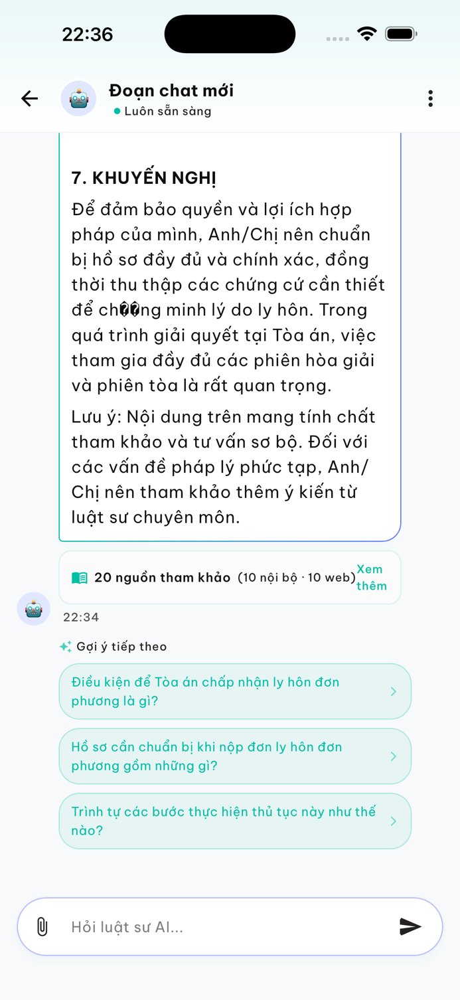 22:36
Đoạn chat mới
Luôn sẵn sàng
7. KHUYẾN NGHỊ
Để đảm bảo quyền và lợi ích hợp
pháp của mình, Anh/Chị nên chuẩn
bị hồ sơ đầy đủ và chính xác, đồng
thời thu thập các chứng cứ cần thiết
để ch��ng minh lý do ly hôn. Trong
quá trình giải quyết tại Tòa án, việc
tham gia đầy đủ các phiên hòa giải
và phiên tòa là rất quan trọng.
Lưu ý: Nội dung trên mang tính chất
tham khảo và tư vấn sơ bộ. Đối với
các vấn đề pháp lý phức tạp, Anh/
Chị nên tham khảo thêm ý kiến từ
luật sư chuyên môn.
20 nguồn tham khảo (10 nội bộ · 10 web) Xem
thêm
22:34
Gợi ý tiếp theo
Điều kiện để Tòa án chấp nhận ly hôn đơn
phương là gì?
Hồ sơ cần chuẩn bị khi nộp đơn ly hôn đơn
phương gồm những gì?
Trình tự các bước thực hiện thủ tục này như thế
nào?
Hỏi luật sư AI...